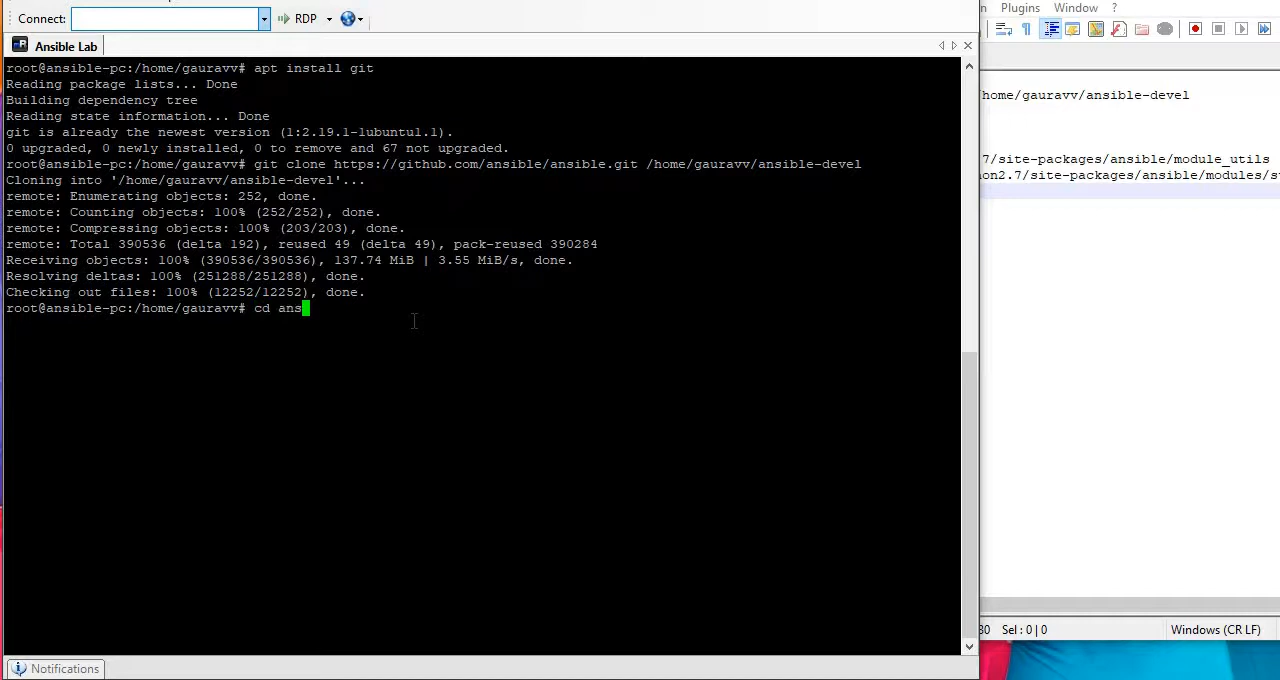 Connect:
RDP
n Plugins Window ?
Ansible Lab
root@ansible-pc:/home/gauravv# apt install git
Reading package lists... Done
Building dependency tree
Reading state information... Done
git is already the newest version (1:2.19.1-1ubuntu1.1).
0 upgraded, 0 newly installed, 0 to remove and 67 not upgraded.
root@ansible-pc:/home/gauravv# git clone https://github.com/ansible/ansible.git /home/gauravv/ansible-devel
Cloning into '/home/gauravv/ansible-devel'...
remote: Enumerating objects: 252, done.
remote: Counting objects: 100% (252/252), done.
remote: Compressing objects: 100% (203/203), done.
remote: Total 390536 (delta 192), reused 49 (delta 49), pack-reused 390284
Receiving objects: 100% (390536/390536), 137.74 MiB | 3.55 MiB/s, done.
Resolving deltas: 100% (251288/251288), done.
Checking out files: 100% (12252/12252), done.
root@ansible-pc:/home/gauravv# cd ans
/home/gauravv/ansible-devel
7/site-packages/ansible/module_utils
on2.7/site-packages/ansible/modules/s
80 Sel : 0 | 0 Windows (CR LF)
Notifications